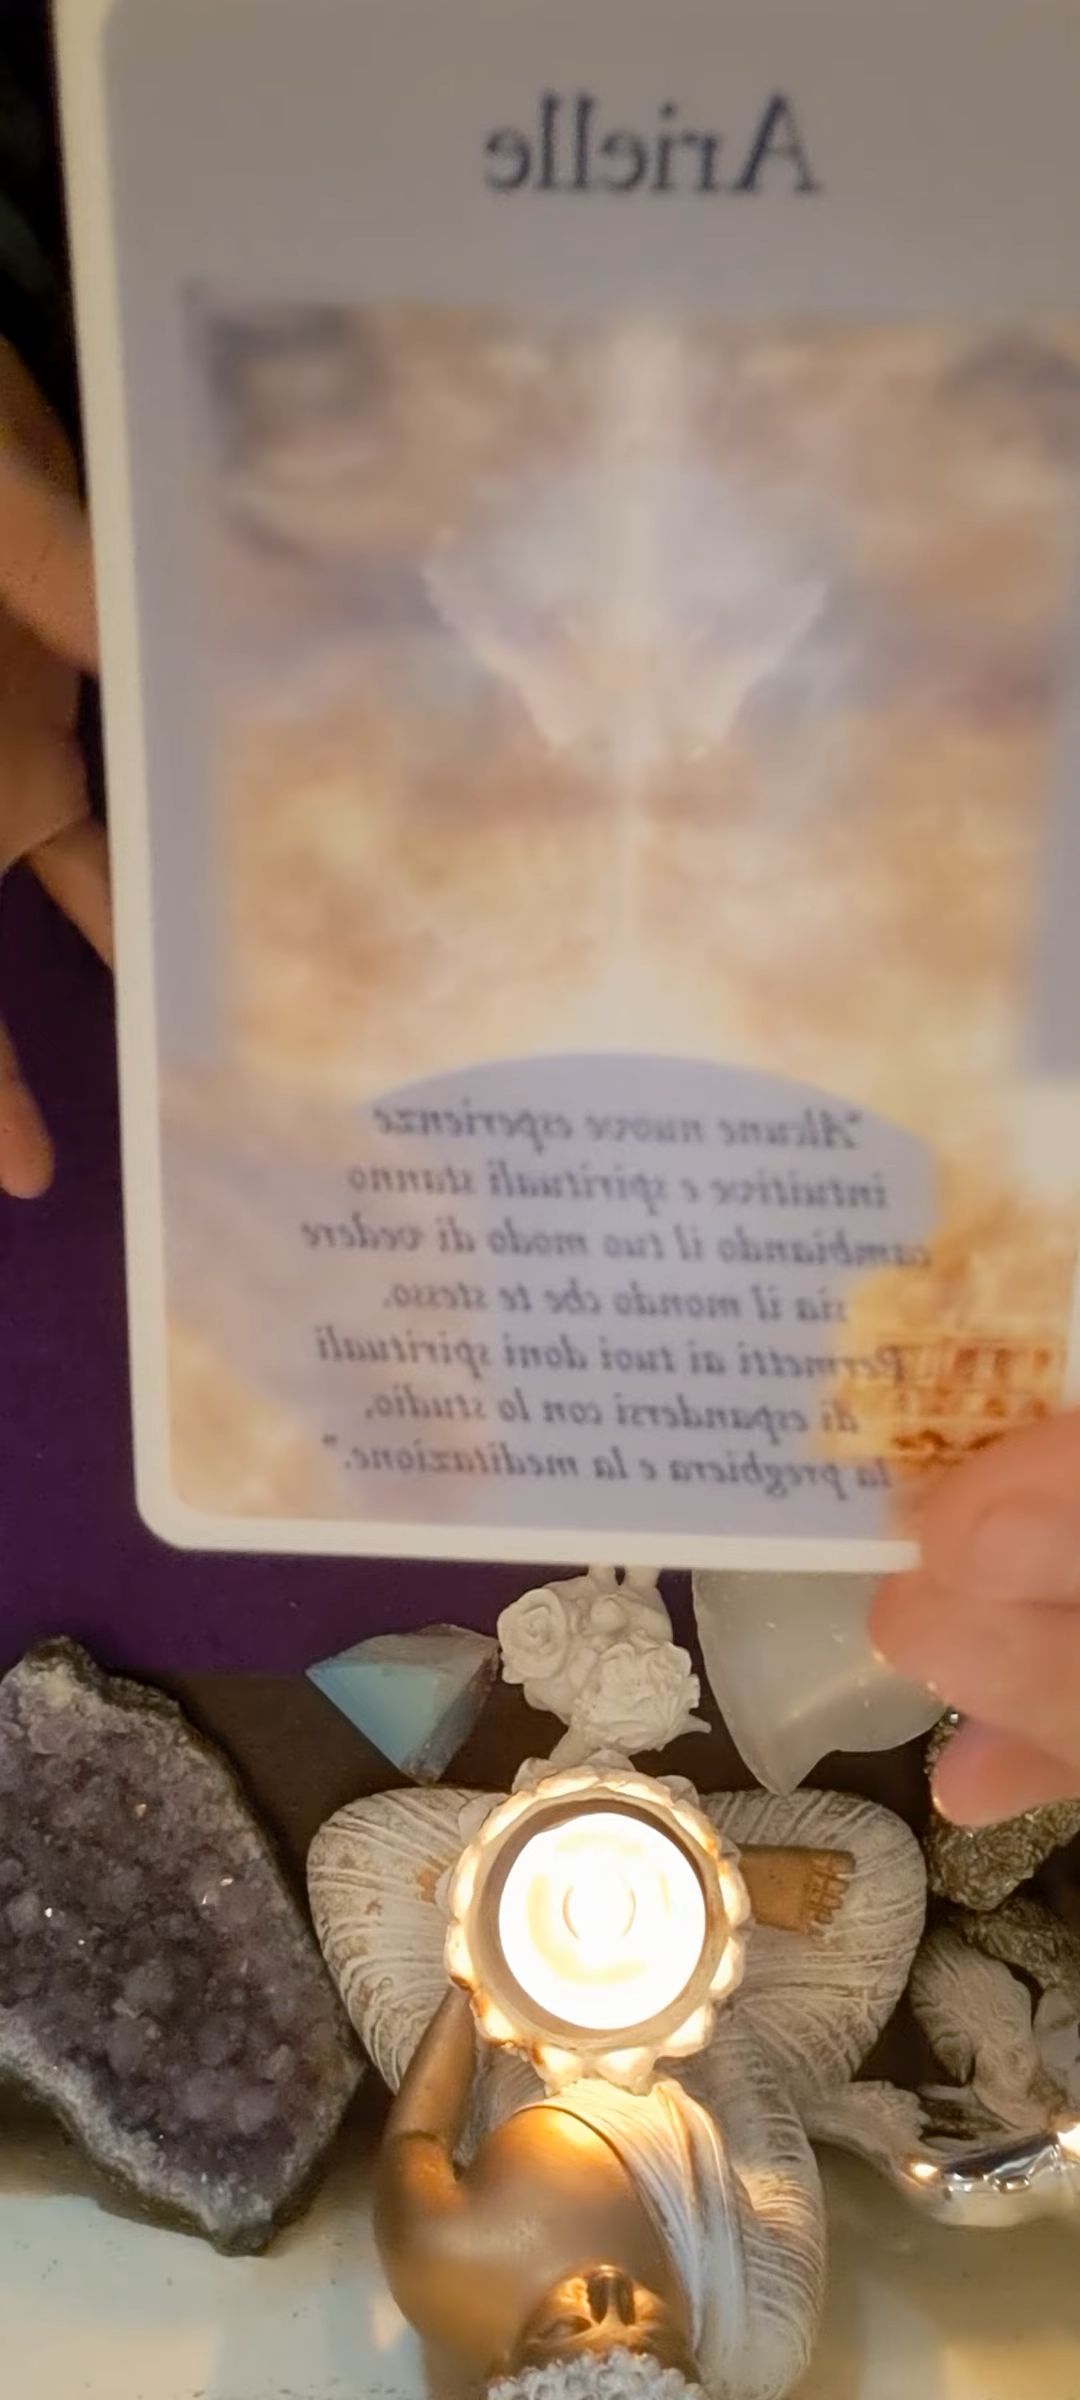 Arielle
"Alcune nuove esperienze
intuitive e spirituali stanno
cambiando il tuo modo di vedere
sia il mondo che te stesso.
Permetti ai tuoi doni spirituali
di espandersi con lo studio,
la preghiera e la meditazione."